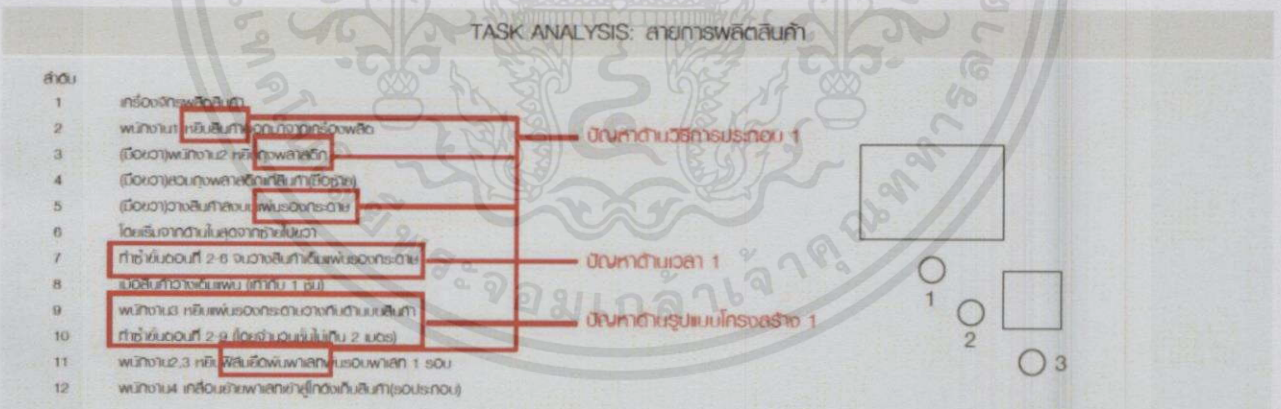 TASK ANALYSIS: สายการผลิตสินค้า
ลำดับ
1 เครื่องจักรผลิตสินค้า
2 พนักงาน1 หยิบสินค้าออกมาจากเครื่องผลิต
3 (มือขวา)พนักงาน2 หยิบถุงพลาสติก
4 (มือขวา)สวมถุงพลาสติกแก่สินค้า(มือซ้าย)
5 (มือขวา)วางสินค้าลงบนแผ่นรองกระดาษ
6 โดยเริ่มจากด้านในสุดจากซ้ายไปขวา
7 ทำซ้ำขั้นตอนที่ 2-6 จนวางสินค้าเต็มแผ่นรองกระดาษ
8 เมื่อสินค้าวางเต็มแผ่น (เท่ากับ 1 ชั้น)
9 พนักงาน3 หยิบแผ่นรองกระดาษวางทับด้านบนสินค้า
10 ทำซ้ำขั้นตอนที่ 2-9 (โดยจำนวนชั้นไม่เกิน 2 เมตร)
11 พนักงาน2,3 หยิบฟิล์มยืดพันพาเลทพันรอบพาเลท 1 รอบ
12 พนักงาน4 เคลื่อนย้ายพาเลทเข้าสู่โกดังเก็บสินค้า(รอประกอบ)
ปัญหาด้านวิธีการประกอบ 1
ปัญหาด้านเวลา 1
ปัญหาด้านรูปแบบโครงสร้าง 1
1
2
3